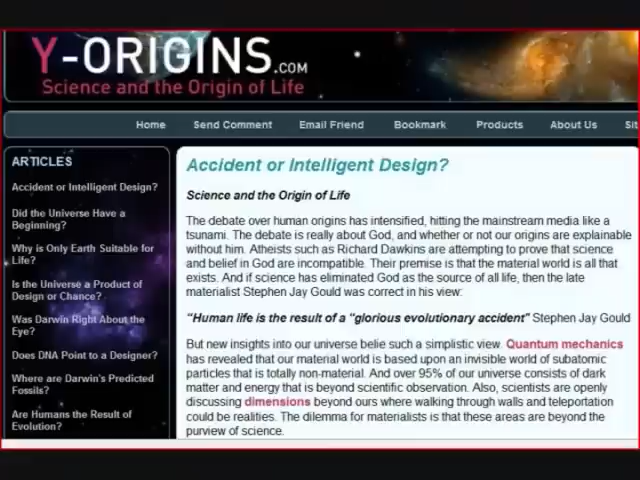 Y-ORIGINS.COM
Science and the Origin of Life
Home Send Comment Email Friend Bookmark Products About Us Sit
ARTICLES
Accident or Intelligent Design?
Did the Universe Have a
Beginning?
Why is Only Earth Suitable for
Life?
Is the Universe a Product of
Design or Chance?
Was Darwin Right About the
Eye?
Does DNA Point to a Designer?
Where are Darwin's Predicted
Fossils?
Are Humans the Result of
Evolution?
Accident or Intelligent Design?
Science and the Origin of Life
The debate over human origins has intensified, hitting the mainstream media like a
tsunami. The debate is really about God, and whether or not our origins are explainable
without him. Atheists such as Richard Dawkins are attempting to prove that science
and belief in God are incompatible. Their premise is that the material world is all that
exists. And if science has eliminated God as the source of all life, then the late
materialist Stephen Jay Gould was correct in his view:
"Human life is the result of a "glorious evolutionary accident" Stephen Jay Gould
But new insights into our universe belie such a simplistic view. Quantum mechanics
has revealed that our material world is based upon an invisible world of subatomic
particles that is totally non-material. And over 95% of our universe consists of dark
matter and energy that is beyond scientific observation. Also, scientists are openly
discussing dimensions beyond ours where walking through walls and teleportation
could be realities. The dilemma for materialists is that these areas are beyond the
purview of science.